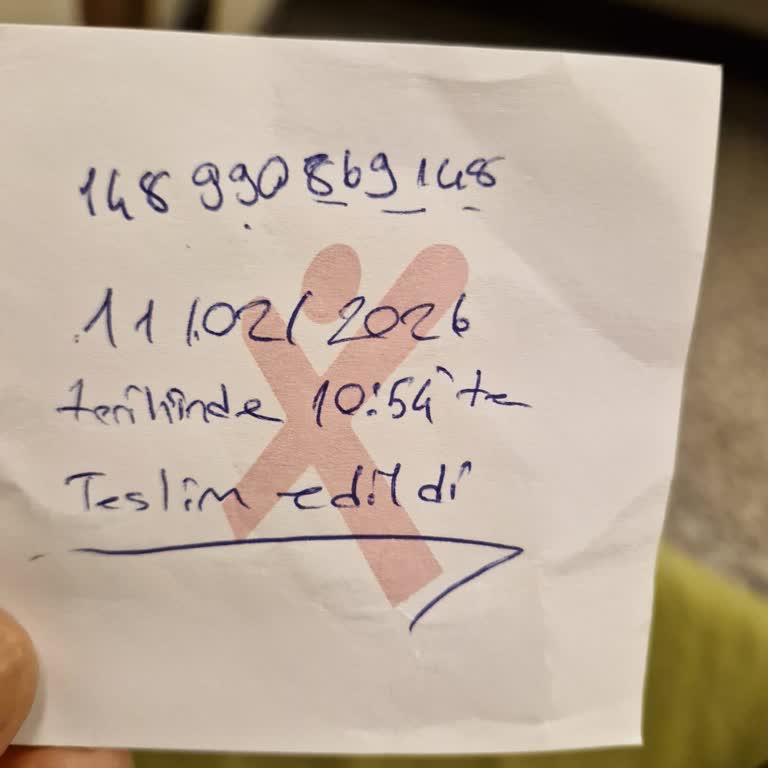 148 990 869 148
11/02/2026
tarihinde 10:54'te
Teslim edildi